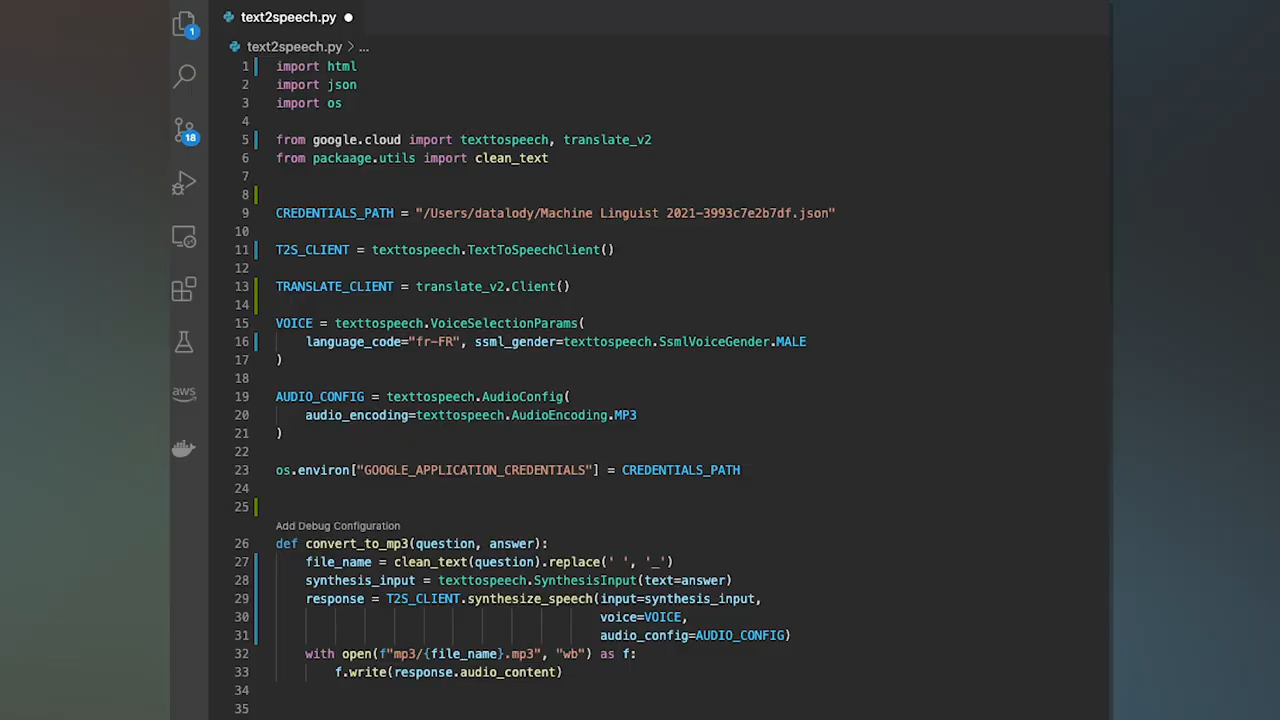 text2speech.py
1
text2speech.py > ...
1 import html
2 import json
3 import os
4
18
5 from google.cloud import texttospeech, translate_v2
6 from packaage.utils import clean_text
7
8
9 CREDENTIALS_PATH = "/Users/datalody/Machine Linguist 2021-3993c7e2b7df.json"
10
11 T2S_CLIENT = texttospeech.TextToSpeechClient()
12
13 TRANSLATE_CLIENT = translate_v2.Client()
14
15 VOICE = texttospeech.VoiceSelectionParams(
16 language_code="fr-FR", ssml_gender=texttospeech.SsmlVoiceGender.MALE
17 )
18
aws
19 AUDIO_CONFIG = texttospeech.AudioConfig(
20 audio_encoding=texttospeech.AudioEncoding.MP3
21 )
22
23 os.environ["GOOGLE_APPLICATION_CREDENTIALS"] = CREDENTIALS_PATH
24
25
Add Debug Configuration
26 def convert_to_mp3(question, answer):
27 file_name = clean_text(question).replace(' ', '_')
28 synthesis_input = texttospeech.SynthesisInput(text=answer)
29 response = T2S_CLIENT.synthesize_speech(input=synthesis_input,
30 voice=VOICE,
31 audio_config=AUDIO_CONFIG)
32 with open(f"mp3/{file_name}.mp3", "wb") as f:
33 f.write(response.audio_content)
34
35